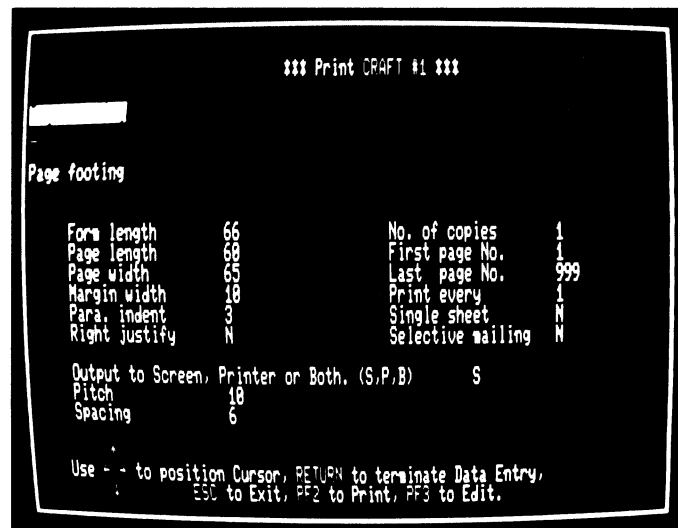 *** Print CRAFT #1 ***
Page footing
Form length 66 No. of copies 1
Page length 60 First page No. 1
Page width 65 Last page No. 999
Margin width 10 Print every 1
Para. indent 3 Single sheet N
Right justify N Selective mailing N
Output to Screen, Printer or Both. (S,P,B) S
Pitch 10
Spacing 6
Use - - to position Cursor, RETURN to terminate Data Entry,
ESC to Exit, PF2 to Print, PF3 to Edit.